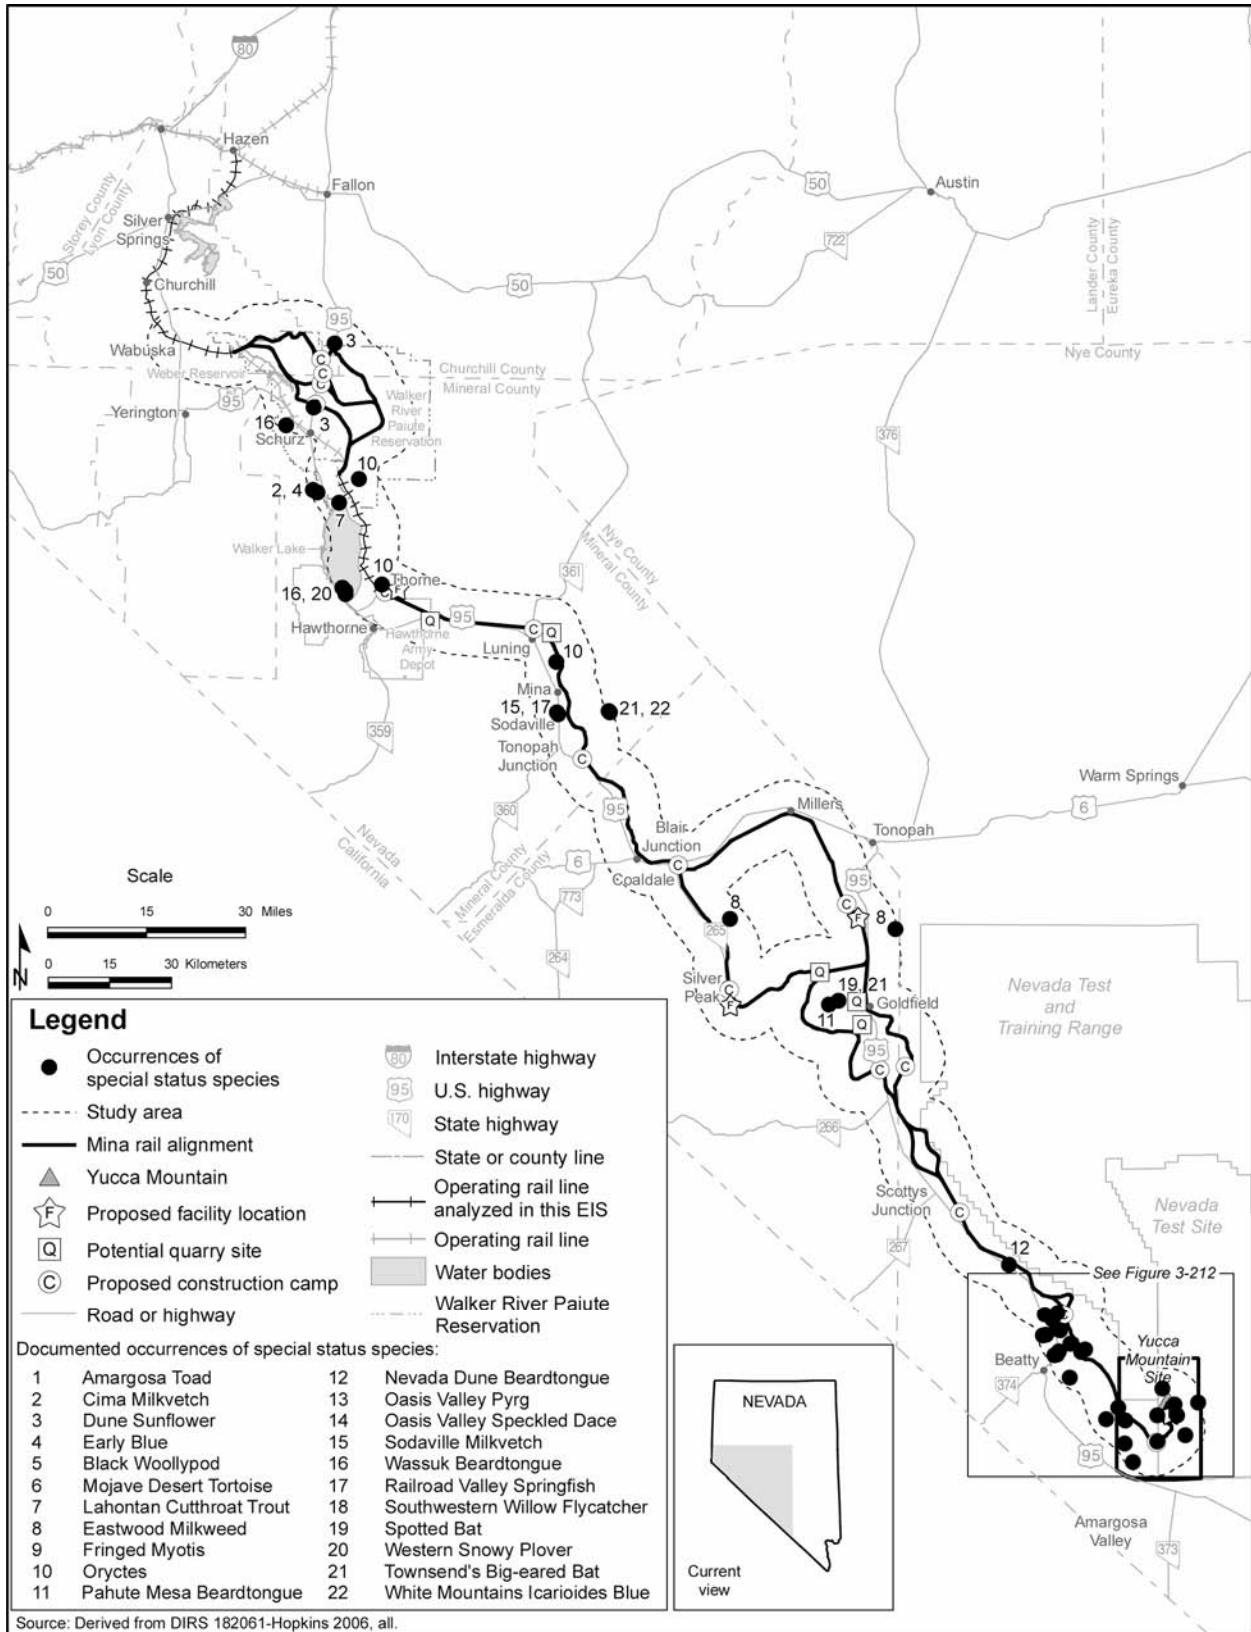 80
Hazen
Fallon
Austin
50
722
Storey County
Lyon County
Silver
Springs
50
Churchill
50
Lander County
Eureka County
95
3
Wabuska
Churchill County
Mineral County
Nye County
C
C
C
Weber Reservoir
95
Yerington
Walker
River
Paiute
Reservation
16
Schurz
3
376
10
2, 4
7
Nye County
Mineral County
Walker Lake
10
Thorne
361
16, 20
C
F
Q
95
C
Q
Hawthorne
Hawthorne
Army
Depot
Luning
10
Mina
15, 17
Sodaville
21, 22
359
Tonopah
Junction
C
Warm Springs
6
360
95
Millers
Nevada
California
Blair
Junction
Tonopah
Scale
6
Coaldale
C
Mineral County
Esmeralda County
773
95
0 15 30 Miles
8
C
F
8
265
0 15 30 Kilometers
264
N
Silver
Peak
C
F
Q
19, 21
Q
Goldfield
11
Q
95
C
C
Nevada Test
and
Training Range
266
Scottys
Junction
C
Nevada
Test Site
267
12
See Figure 3-212
C
Yucca
Mountain
Site
Beatty
374
95
Amargosa
Valley
373
Legend
Occurrences of
special status species
Study area
Mina rail alignment
Yucca Mountain
F Proposed facility location
Q Potential quarry site
C Proposed construction camp
Road or highway
80 Interstate highway
95 U.S. highway
170 State highway
State or county line
Operating rail line
analyzed in this EIS
Operating rail line
Water bodies
Walker River Paiute
Reservation
Documented occurrences of special status species:
1 Amargosa Toad
2 Cima Milkvetch
3 Dune Sunflower
4 Early Blue
5 Black Woollypod
6 Mojave Desert Tortoise
7 Lahontan Cutthroat Trout
8 Eastwood Milkweed
9 Fringed Myotis
10 Oryctes
11 Pahute Mesa Beardtongue
12 Nevada Dune Beardtongue
13 Oasis Valley Pyrg
14 Oasis Valley Speckled Dace
15 Sodaville Milkvetch
16 Wassuk Beardtongue
17 Railroad Valley Springfish
18 Southwestern Willow Flycatcher
19 Spotted Bat
20 Western Snowy Plover
21 Townsend's Big-eared Bat
22 White Mountains Icarioides Blue
NEVADA
Current
view
Source: Derived from DIRS 182061-Hopkins 2006, all.